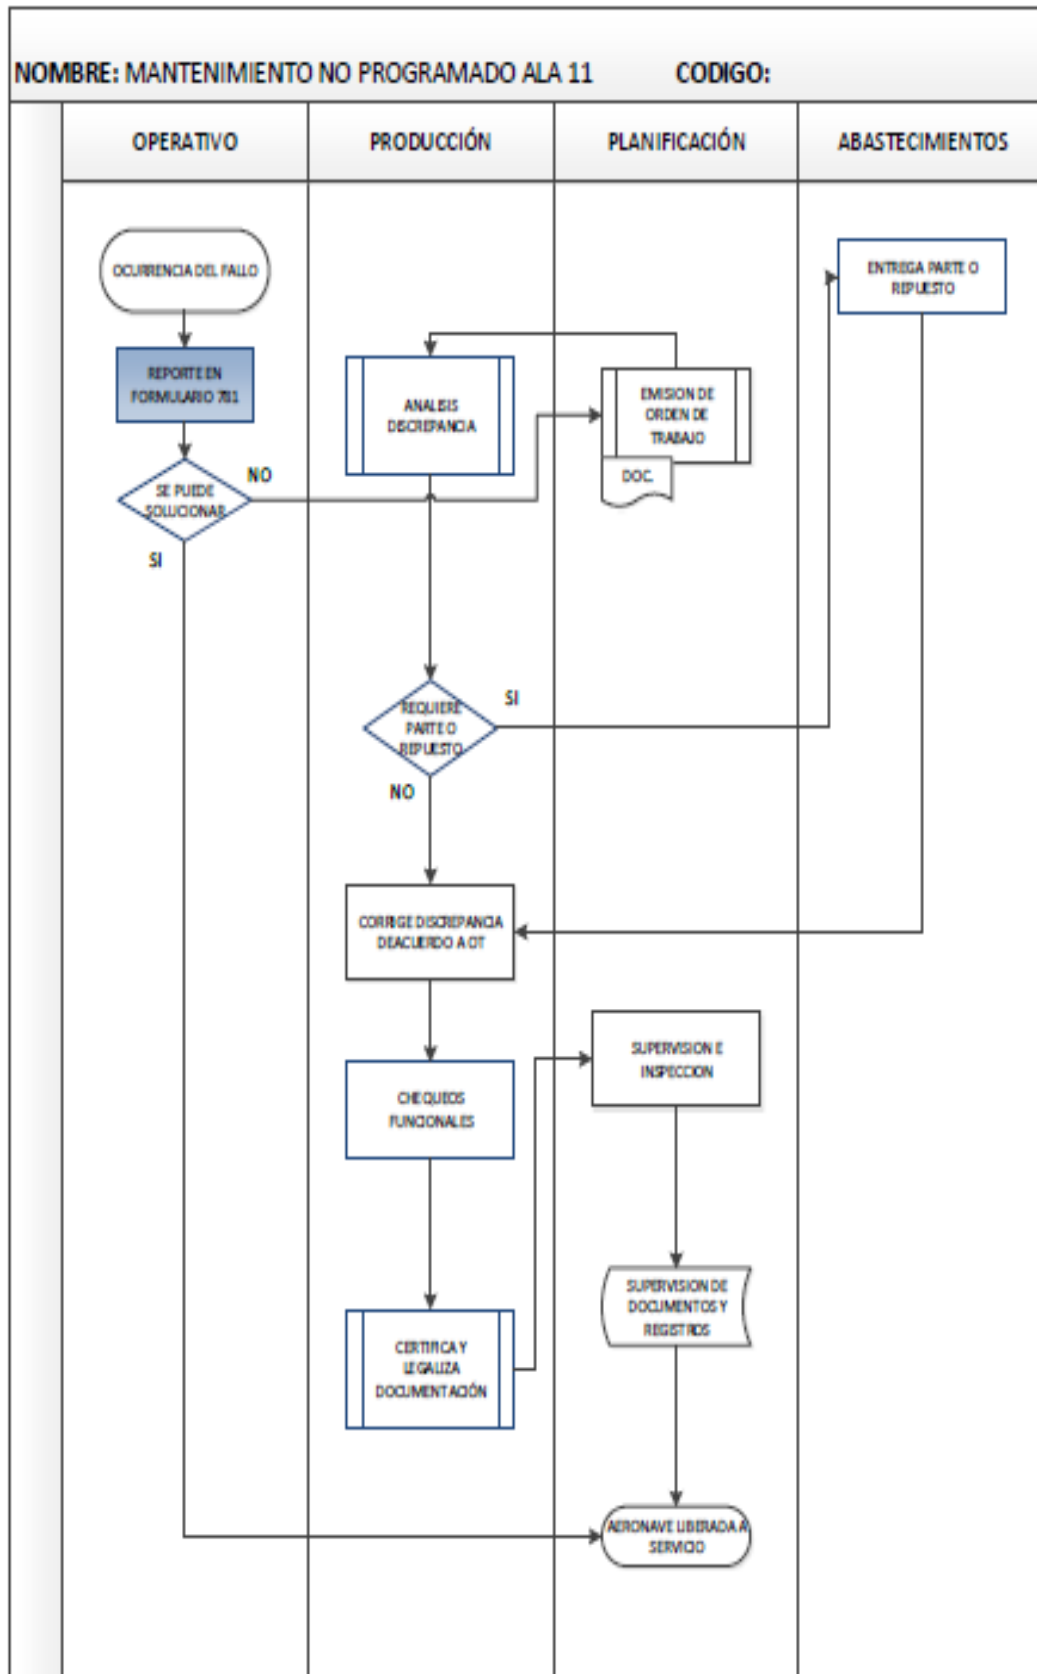 NOMBRE: MANTENIMIENTO NO PROGRAMADO ALA 11 CODIGO:
OPERATIVO
PRODUCCIÓN
PLANIFICACIÓN
ABASTECIMIENTOS
OCURRENCIA DEL FALLO
REPORTE EN
FORMULARIO 781
SE PUEDE
SOLUCIONAR
NO
SI
ANALISIS
DISCREPANCIA
EMISION DE
ORDEN DE
TRABAJO
DOC.
ENTREGA PARTE O
REPUESTO
REQUIERE
PARTE O
REPUESTO
SI
NO
CORRIGE DISCREPANCIA
DEACUERDO A OT
CHEQUEOS
FUNCIONALES
CERTIFICA Y
LEGALIZA
DOCUMENTACIÓN
SUPERVISION E
INSPECCION
SUPERVISION DE
DOCUMENTOS Y
REGISTROS
AERONAVE LIBERADA A
SERVICIO